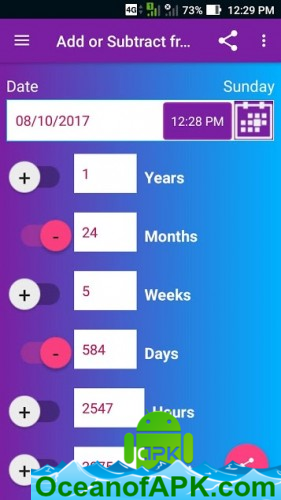 4G 73% 12:29 PM
Add or Subtract fr...
Date Sunday
08/10/2017 12:28 PM
+ 1 Years
- 24 Months
+ 5 Weeks
- 584 Days
+ 2547 Hours
APK
OceanofAPK.com